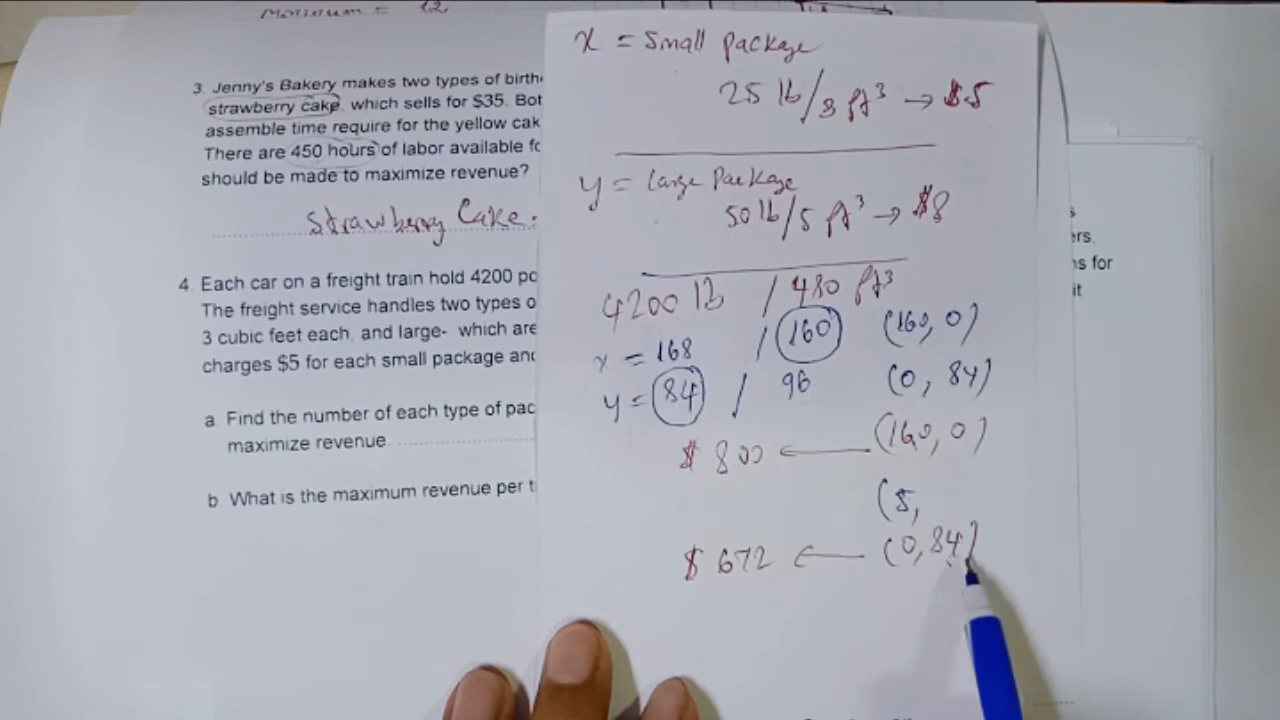 3. Jenny's Bakery makes two types of birth
strawberry cake, which sells for $35. Bot
assemble time require for the yellow cak
There are 450 hours of labor available fo
should be made to maximize revenue?
Strawberry Cake.
4. Each car on a freight train hold 4200 po
The freight service handles two types o
3 cubic feet each, and large- which are
charges $5 for each small package and
a. Find the number of each type of pac
maximize revenue
b. What is the maximum revenue per t
x = Small package
25 lb/3 ft³ → $5
y = Large Package
50 lb/5 ft³ → $8
4200 lb / 480 ft³
x = 168 / 160 (160, 0)
y = 84 / 96 (0, 84)
$ 800 ← (160, 0)
(5,
$ 672 ← (0, 84)
ers.
ns for
it